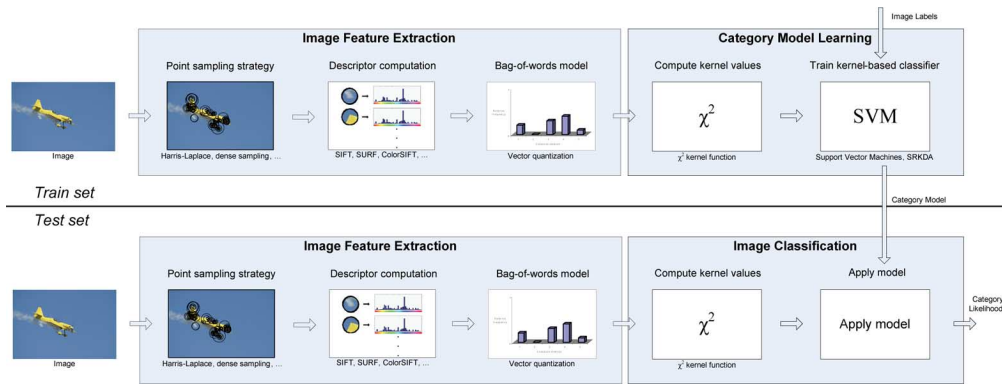 Image Labels
Image Feature Extraction
Category Model Learning
Point sampling strategy
Descriptor computation
Bag-of-words model
Compute kernel values
Train kernel-based classifier
χ²
SVM
Image
Harris-Laplace, dense sampling, ...
SIFT, SURF, ColorSIFT, ...
Vector quantization
χ² kernel function
Support Vector Machines, SRKDA
Train set
Category Model
Test set
Image Feature Extraction
Image Classification
Point sampling strategy
Descriptor computation
Bag-of-words model
Compute kernel values
Apply model
Category
Likelihood
χ²
Apply model
Image
Harris-Laplace, dense sampling, ...
SIFT, SURF, ColorSIFT, ...
Vector quantization
χ² kernel function